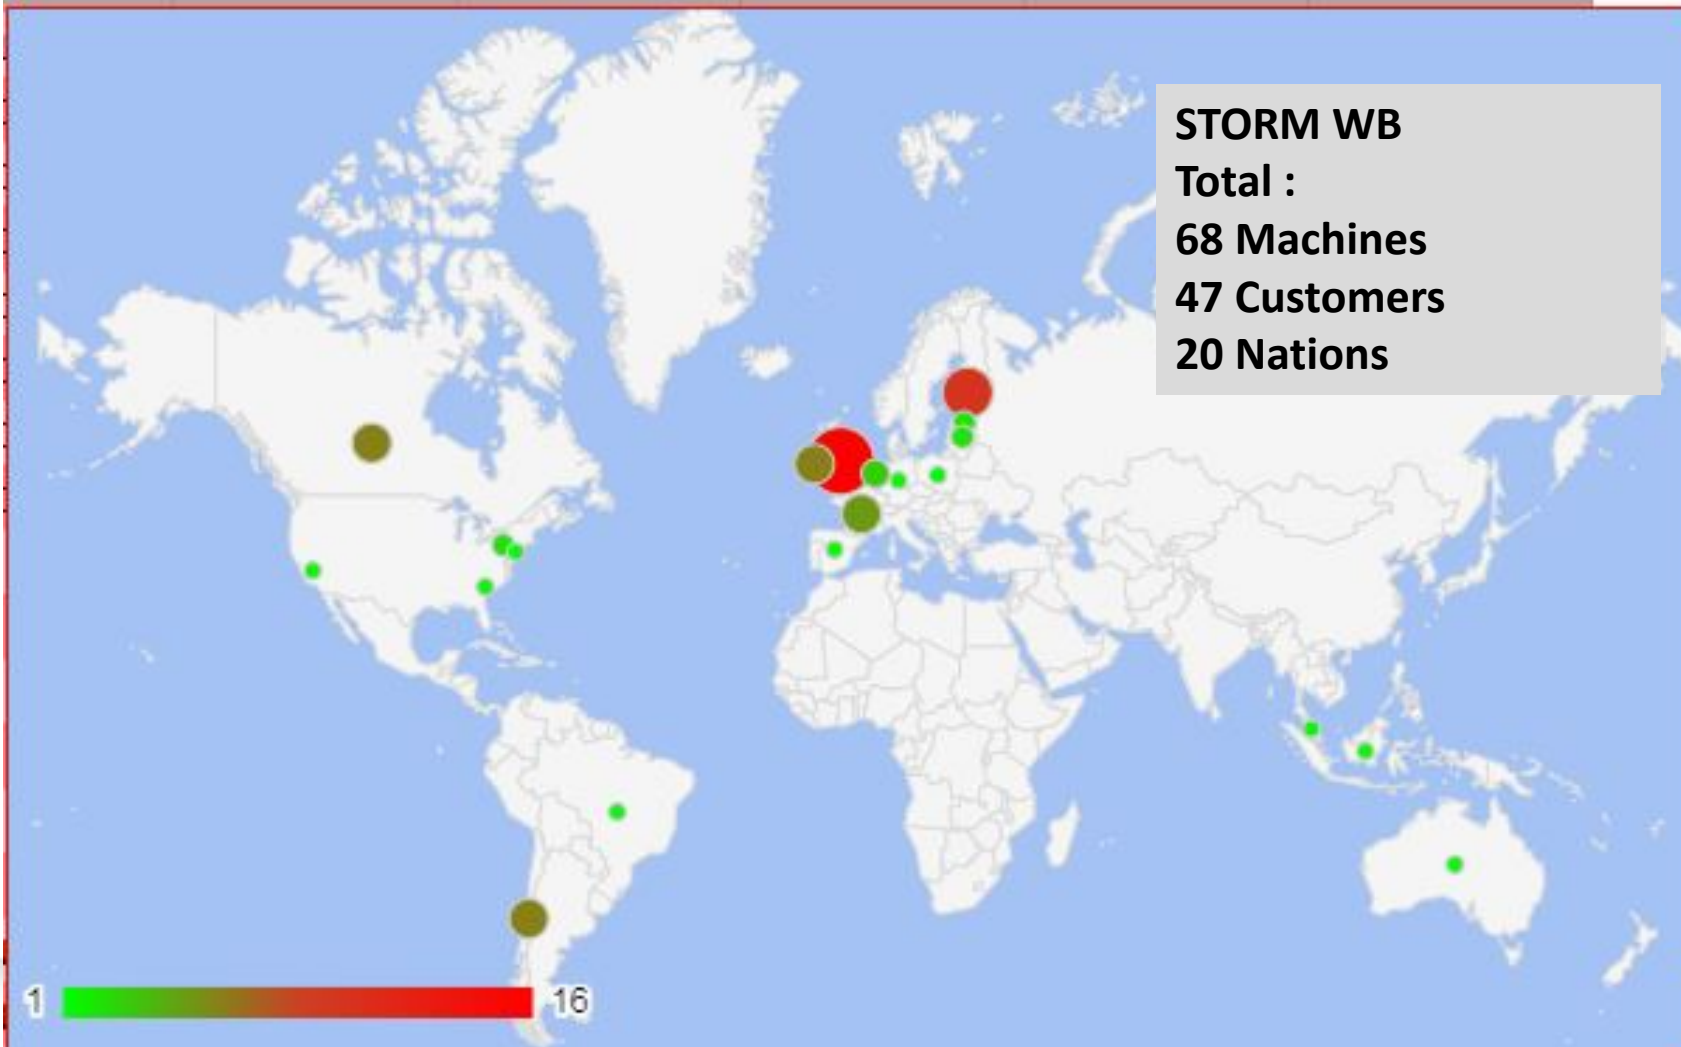 STORM WB
Total :
68 Machines
47 Customers
20 Nations
1
16